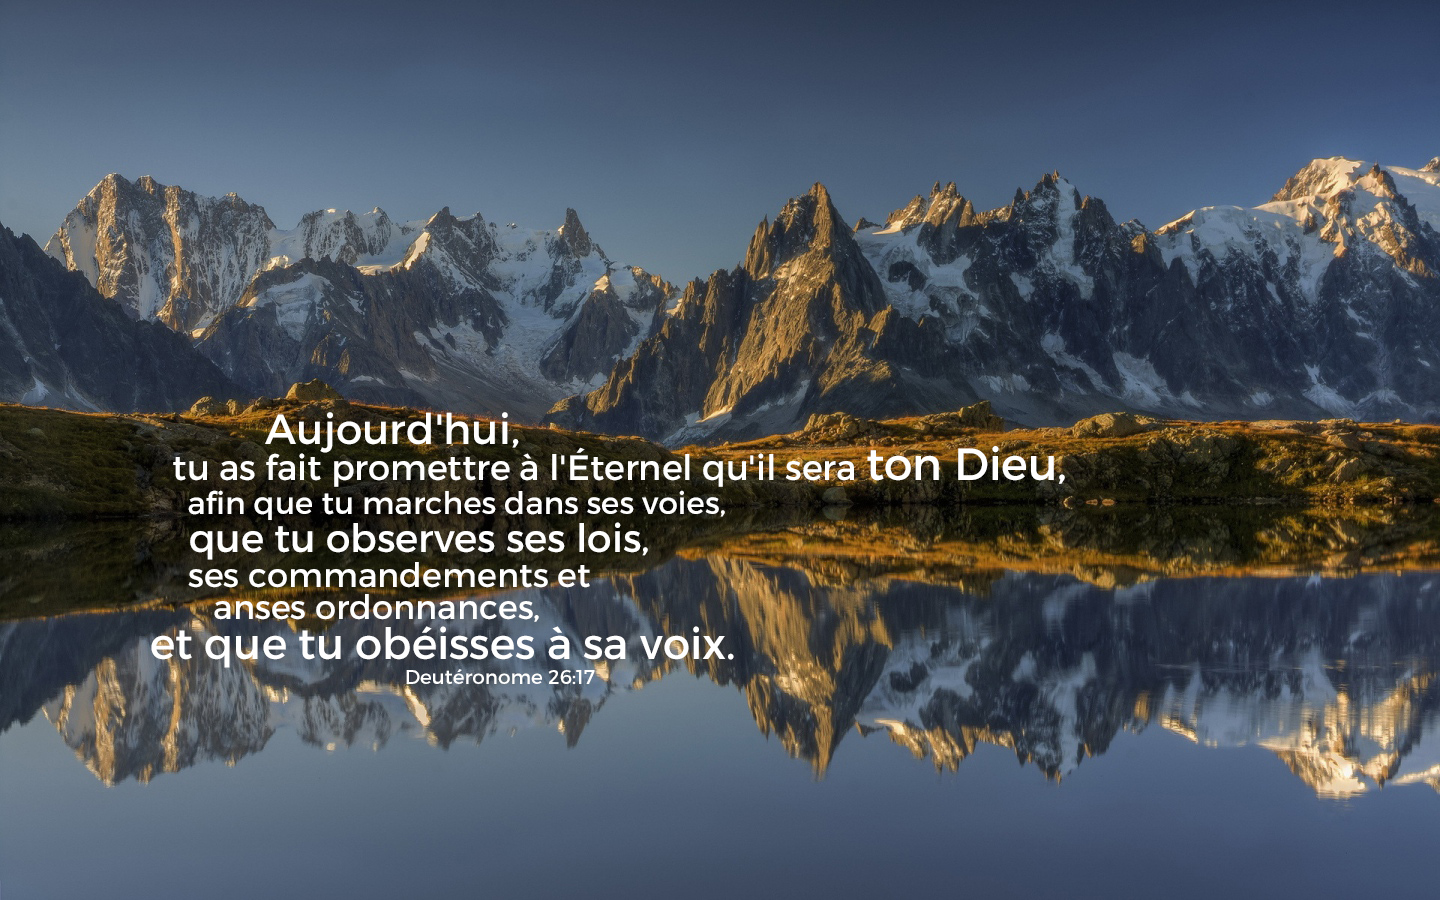 Aujourd'hui,
tu as fait promettre à l'Éternel qu'il sera ton Dieu,
afin que tu marches dans ses voies,
que tu observes ses lois,
ses commandements et
anses ordonnances,
et que tu obéisses à sa voix.
Deutéronome 26:17